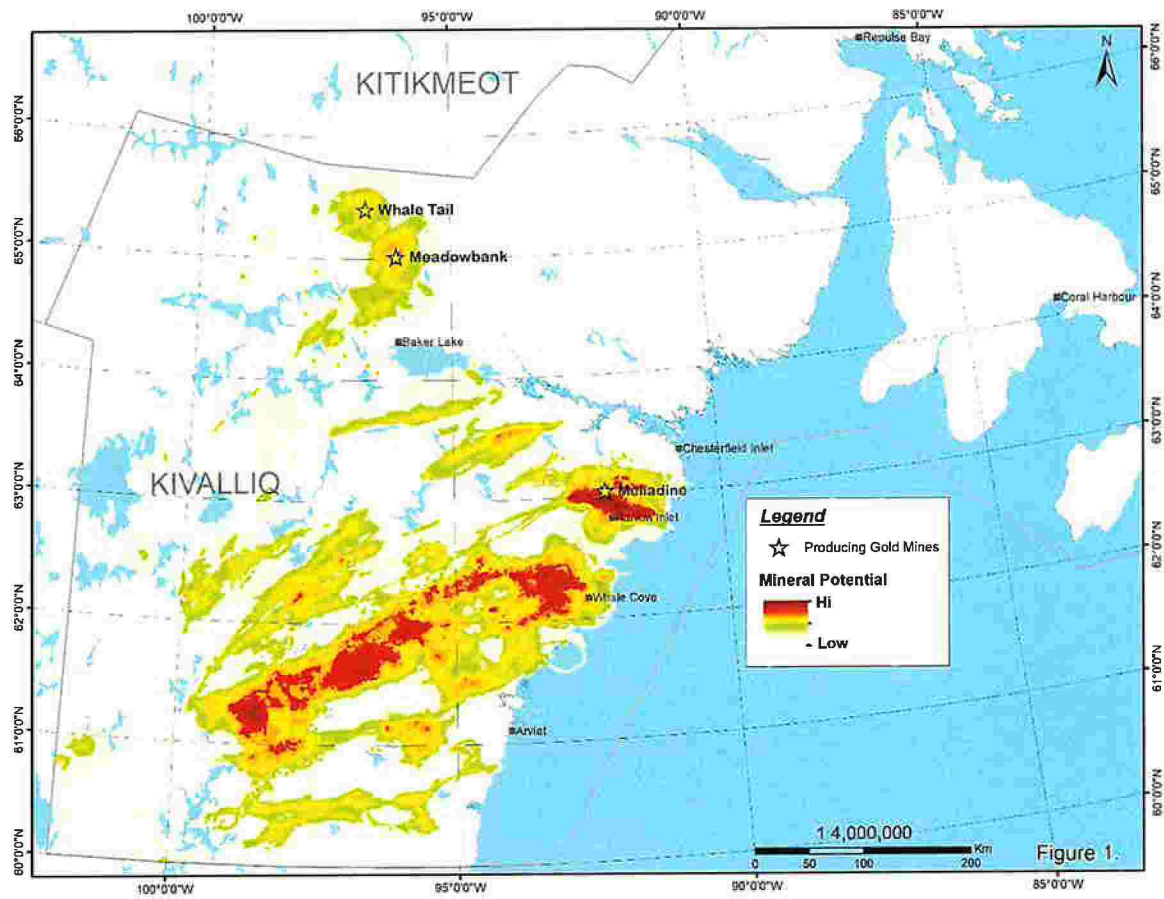 100°0'0"W 95°0'0"W 90°0'0"W 85°0'0"W
Repulse Bay
N
KITIKMEOT
66°0'0"N
66°0'0"N
65°0'0"N
Whale Tail
65°0'0"N
Meadowbank
64°0'0"N
Coral Harbour
Baker Lake
64°0'0"N
63°0'0"N
Chesterfield Inlet
KIVALLIQ
63°0'0"N
Meliadine
Inlet
62°0'0"N
Legend
Producing Gold Mines
Mineral Potential
Hi
Low
Whale Cove
62°0'0"N
61°0'0"N
Arviat
61°0'0"N
60°0'0"N
1:4,000,000
Km
0 50 100 200
Figure 1.
60°0'0"N
100°0'0"W 95°0'0"W 90°0'0"W 85°0'0"W